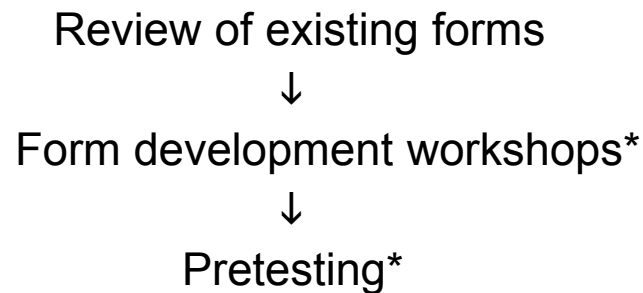 Review of existing forms
↓
Form development workshops*
↓
Pretesting*